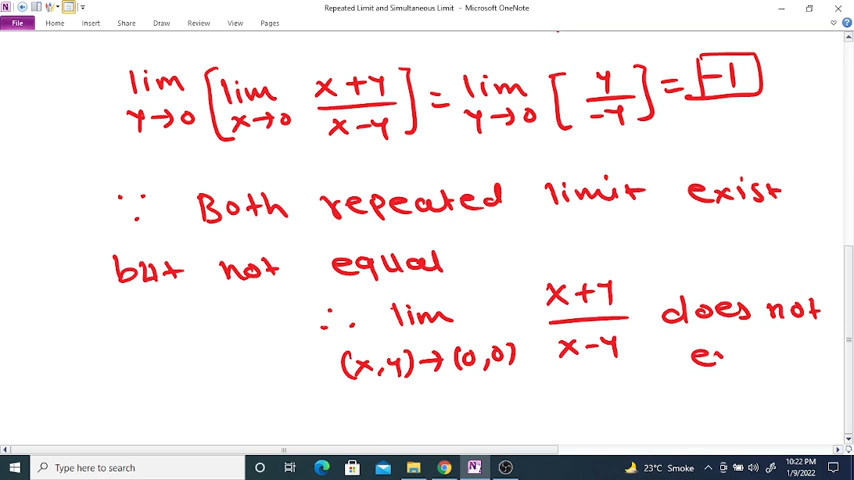 Repeated Limit and Simultaneous Limit - Microsoft OneNote
File Home Insert Share Draw History Review View Pages
lim y→0 [ lim x→0 (x+y)/(x-y) ] = lim y→0 [ y/-y ] = -1
∵ Both repeated limit exist
but not equal
∴ lim (x,y)→(0,0) (x+y)/(x-y) does not
ex
Type here to search
23°C Smoke
10:22 PM
1/9/2022